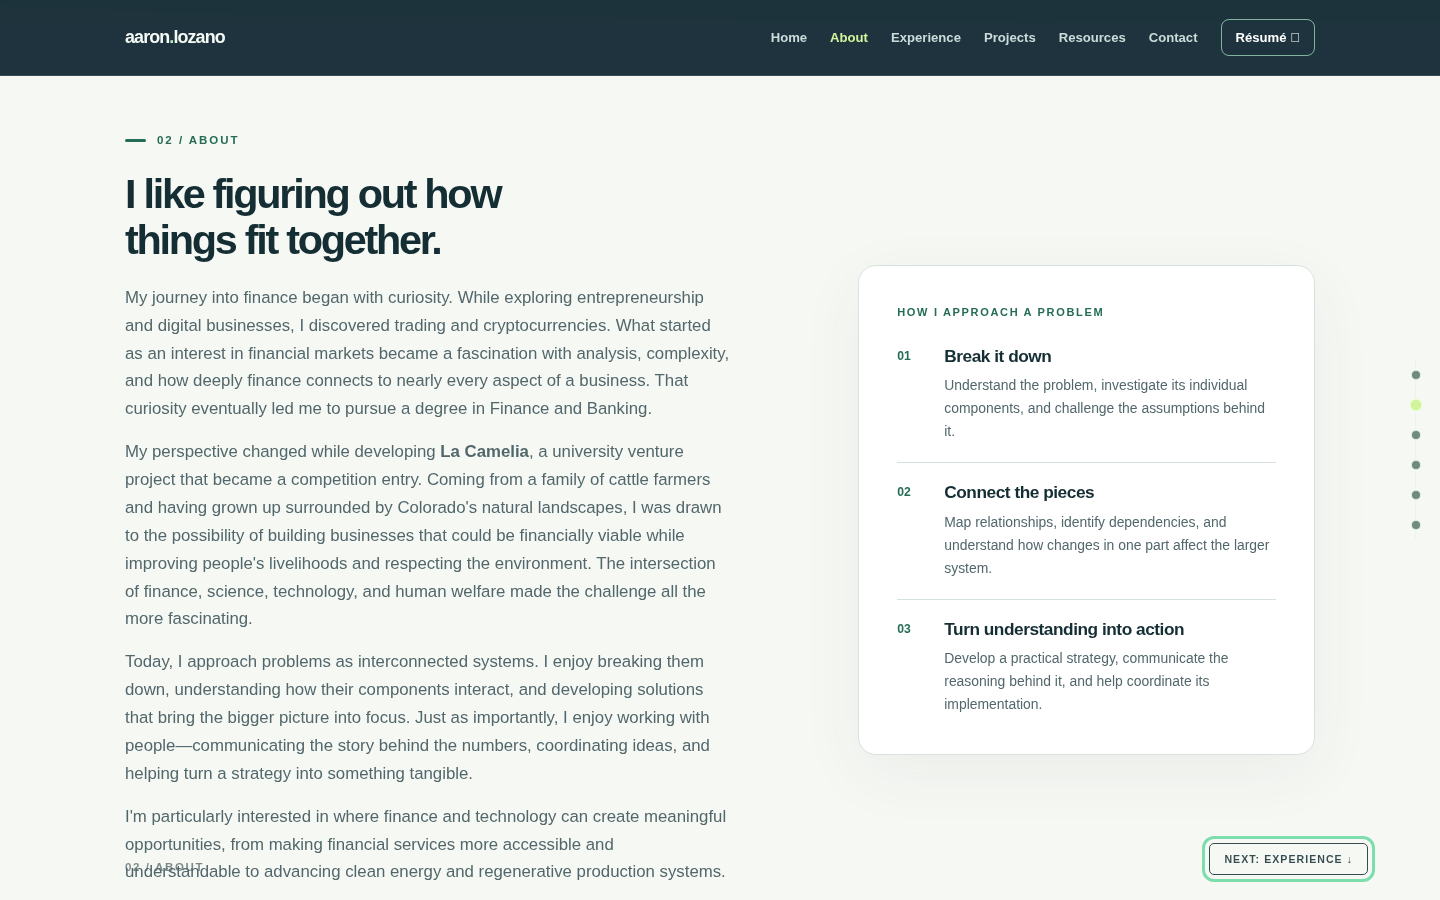 aaron.lozano
Home About Experience Projects Resources Contact Résumé
02 / ABOUT
I like figuring out how
things fit together.
My journey into finance began with curiosity. While exploring entrepreneurship
and digital businesses, I discovered trading and cryptocurrencies. What started
as an interest in financial markets became a fascination with analysis, complexity,
and how deeply finance connects to nearly every aspect of a business. That
curiosity eventually led me to pursue a degree in Finance and Banking.
My perspective changed while developing La Camelia, a university venture
project that became a competition entry. Coming from a family of cattle farmers
and having grown up surrounded by Colorado's natural landscapes, I was drawn
to the possibility of building businesses that could be financially viable while
improving people's livelihoods and respecting the environment. The intersection
of finance, science, technology, and human welfare made the challenge all the
more fascinating.
Today, I approach problems as interconnected systems. I enjoy breaking them
down, understanding how their components interact, and developing solutions
that bring the bigger picture into focus. Just as importantly, I enjoy working with
people—communicating the story behind the numbers, coordinating ideas, and
helping turn a strategy into something tangible.
I'm particularly interested in where finance and technology can create meaningful
opportunities, from making financial services more accessible and
understandable to advancing clean energy and regenerative production systems.
02 / ABOUT
HOW I APPROACH A PROBLEM
01 Break it down
Understand the problem, investigate its individual
components, and challenge the assumptions behind
it.
02 Connect the pieces
Map relationships, identify dependencies, and
understand how changes in one part affect the larger
system.
03 Turn understanding into action
Develop a practical strategy, communicate the
reasoning behind it, and help coordinate its
implementation.
NEXT: EXPERIENCE ↓